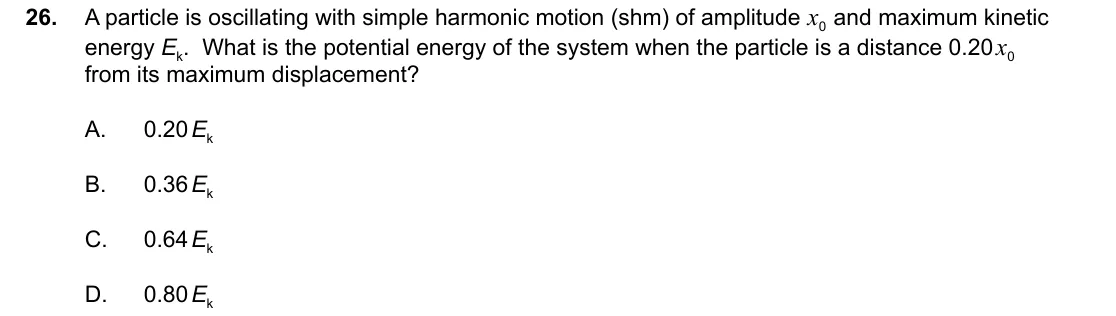 26. A particle is oscillating with simple harmonic motion (shm) of amplitude x₀ and maximum kinetic
energy Eₖ. What is the potential energy of the system when the particle is a distance 0.20x₀
from its maximum displacement?
A. 0.20 Eₖ
B. 0.36 Eₖ
C. 0.64 Eₖ
D. 0.80 Eₖ